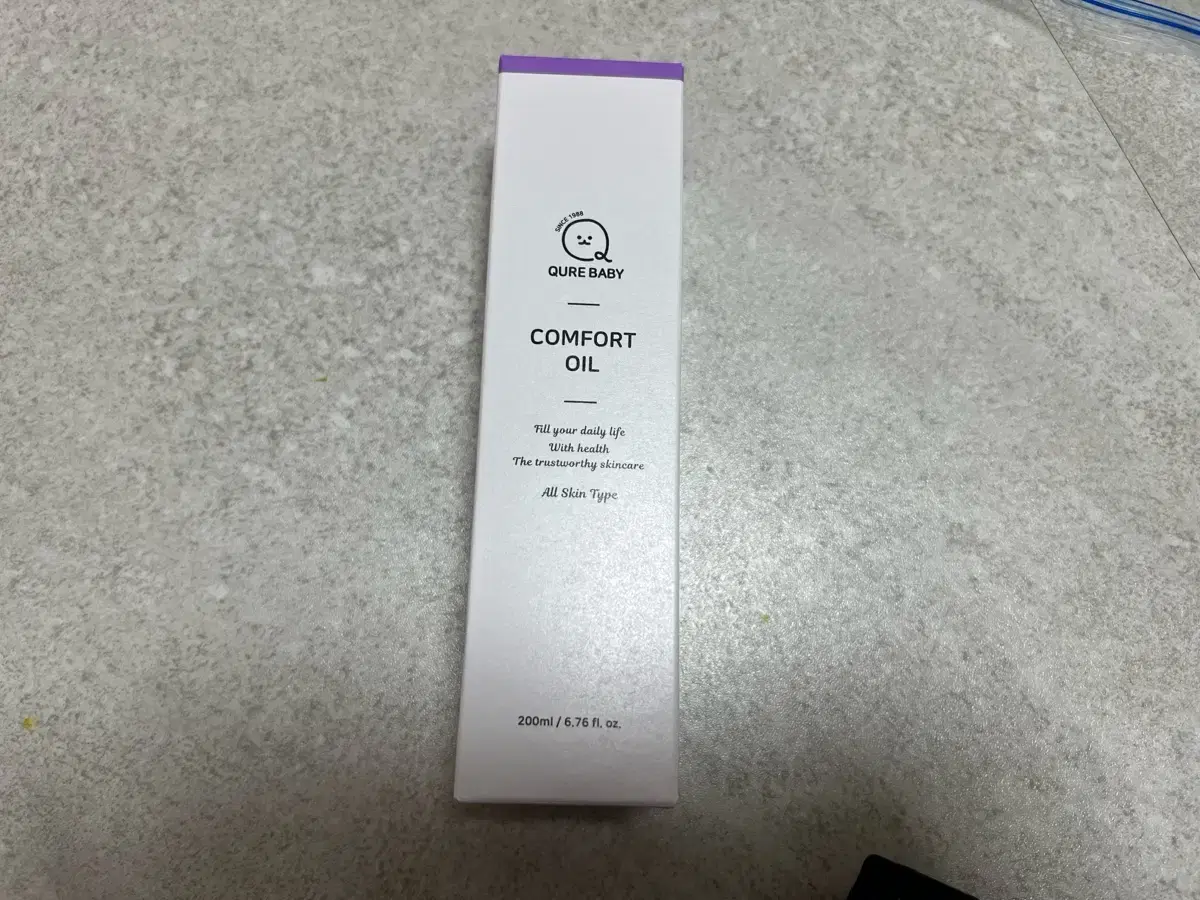 SINCE 1988
QURE BABY
COMFORT
OIL
Fill your daily life
With health
The trustworthy skincare
All Skin Type
200ml / 6.76 fl. oz.